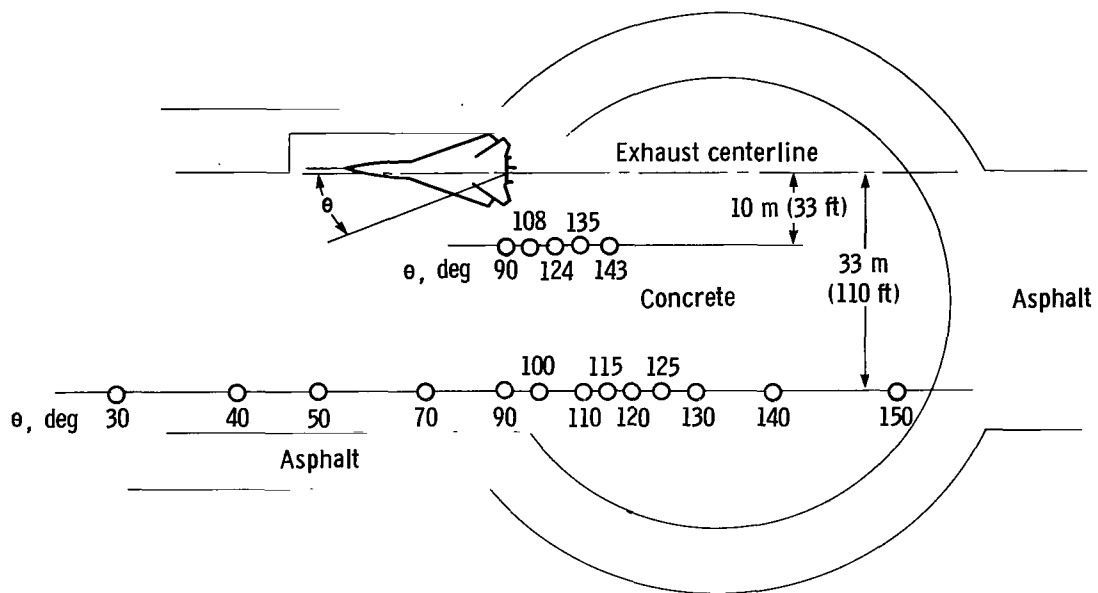 Exhaust centerline
θ
10 m (33 ft)
108 135
θ, deg 90 124 143
33 m
(110 ft)
Concrete
Asphalt
100 115 125
θ, deg 30 40 50 70 90 110 120 130 140 150
Asphalt